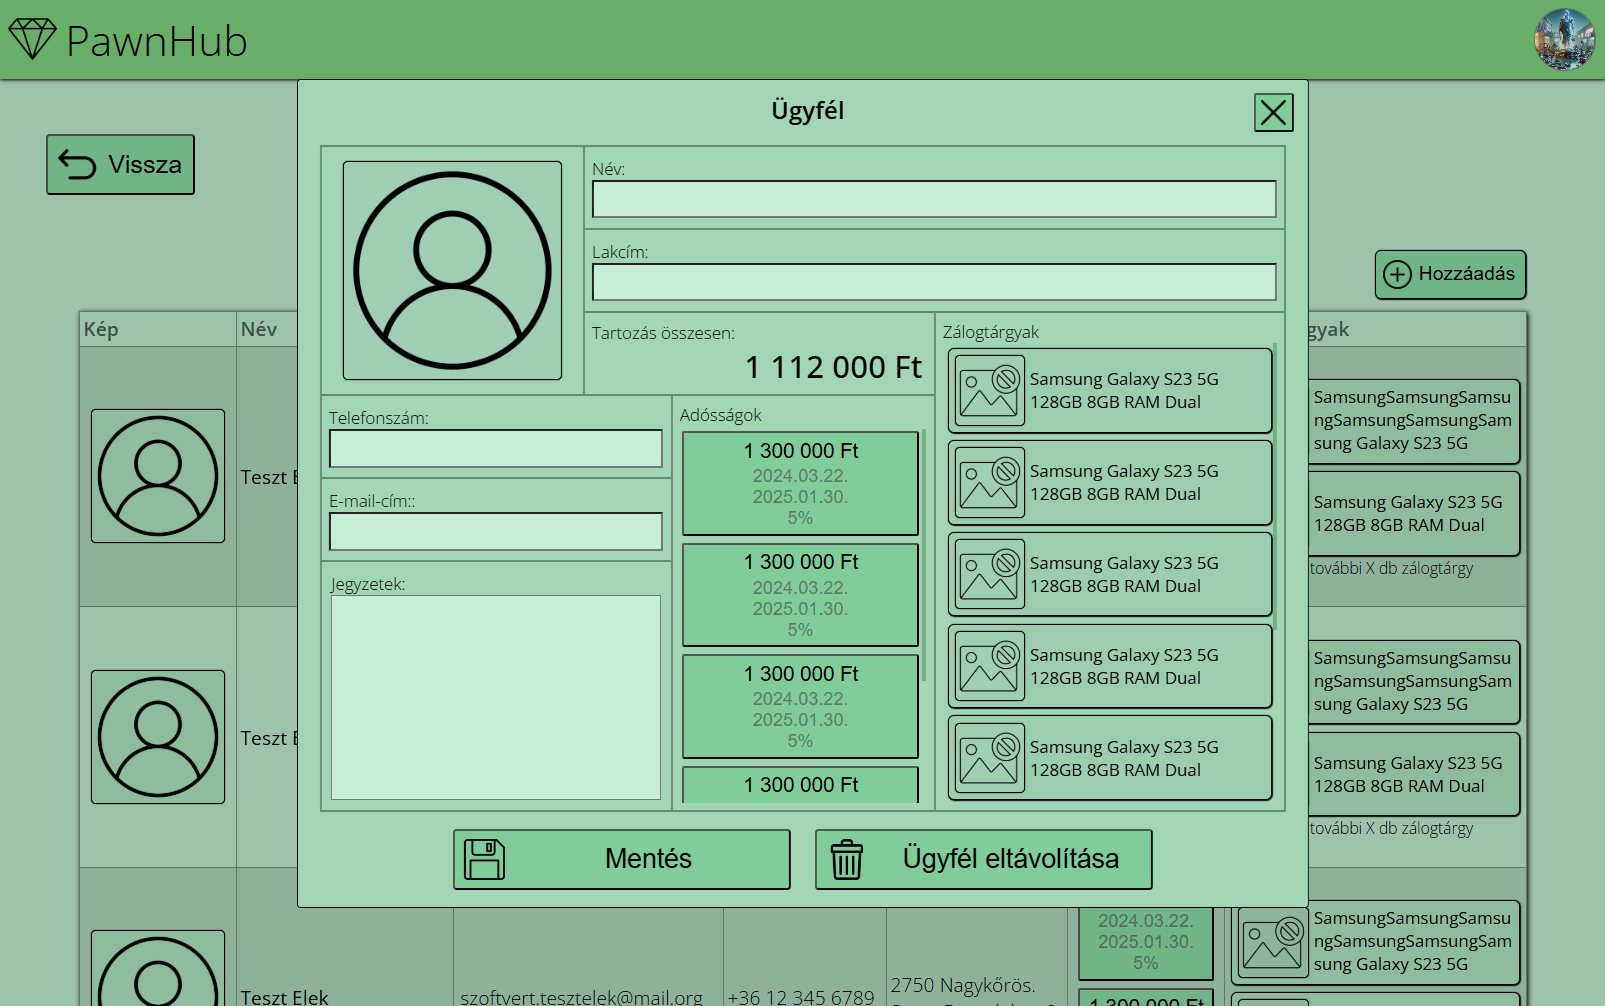 PawnHub
Vissza
Hozzáadás
Kép
Név
gyak
Teszt E
SamsungSamsungSamsu
ngSamsungSamsungSam
sung Galaxy S23 5G
Samsung Galaxy S23 5G
128GB 8GB RAM Dual
további X db zálogtárgy
Teszt E
SamsungSamsungSamsu
ngSamsungSamsungSam
sung Galaxy S23 5G
Samsung Galaxy S23 5G
128GB 8GB RAM Dual
további X db zálogtárgy
Ügyfél
Név:
Lakcím:
Tartozás összesen:
1 112 000 Ft
Telefonszám:
E-mail-cím::
Jegyzetek:
Adósságok
1 300 000 Ft
2024.03.22.
2025.01.30.
5%
1 300 000 Ft
2024.03.22.
2025.01.30.
5%
1 300 000 Ft
2024.03.22.
2025.01.30.
5%
1 300 000 Ft
Zálogtárgyak
Samsung Galaxy S23 5G
128GB 8GB RAM Dual
Samsung Galaxy S23 5G
128GB 8GB RAM Dual
Samsung Galaxy S23 5G
128GB 8GB RAM Dual
Samsung Galaxy S23 5G
128GB 8GB RAM Dual
Samsung Galaxy S23 5G
128GB 8GB RAM Dual
Mentés
Ügyfél eltávolítása
Teszt Elek
szoftvert.tesztelek@mail.org
+36 12 345 6789
2750 Nagykőrös.
2024.03.22.
2025.01.30.
5%
1 300 000 Ft
SamsungSamsungSamsu
ngSamsungSamsungSam
sung Galaxy S23 5G